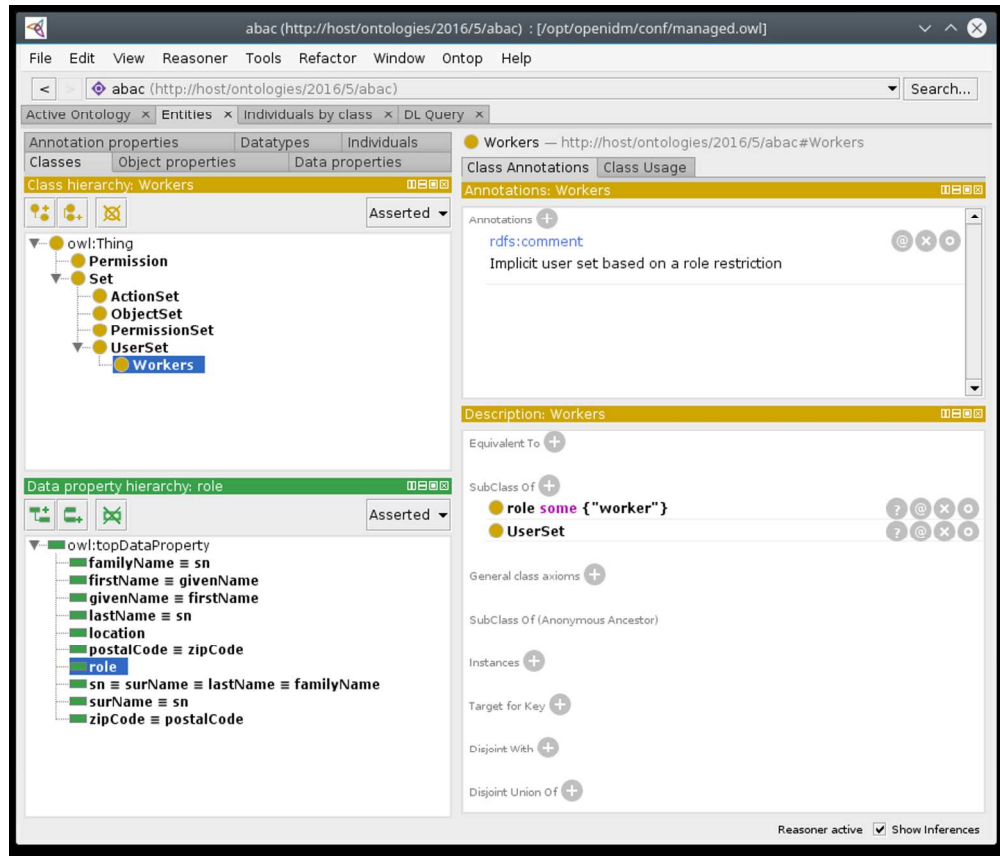 abac (http://host/ontologies/2016/5/abac) : [/opt/openidm/conf/managed.owl]
File Edit View Reasoner Tools Refactor Window Ontop Help
< > abac (http://host/ontologies/2016/5/abac) Search...
Active Ontology × Entities × Individuals by class × DL Query ×
Annotation properties Datatypes Individuals
Classes Object properties Data properties
Class hierarchy: Workers
Asserted
owl:Thing
Permission
Set
ActionSet
ObjectSet
PermissionSet
UserSet
Workers
Data property hierarchy: role
Asserted
owl:topDataProperty
familyName ≡ sn
firstName ≡ givenName
givenName ≡ firstName
lastName ≡ sn
location
postalCode ≡ zipCode
role
sn ≡ surName ≡ lastName ≡ familyName
surName ≡ sn
zipCode ≡ postalCode
Workers — http://host/ontologies/2016/5/abac#Workers
Class Annotations Class Usage
Annotations: Workers
Annotations
rdfs:comment
Implicit user set based on a role restriction
Description: Workers
Equivalent To
SubClass Of
role some {"worker"}
UserSet
General class axioms
SubClass Of (Anonymous Ancestor)
Instances
Target for Key
Disjoint With
Disjoint Union Of
Reasoner active Show Inferences